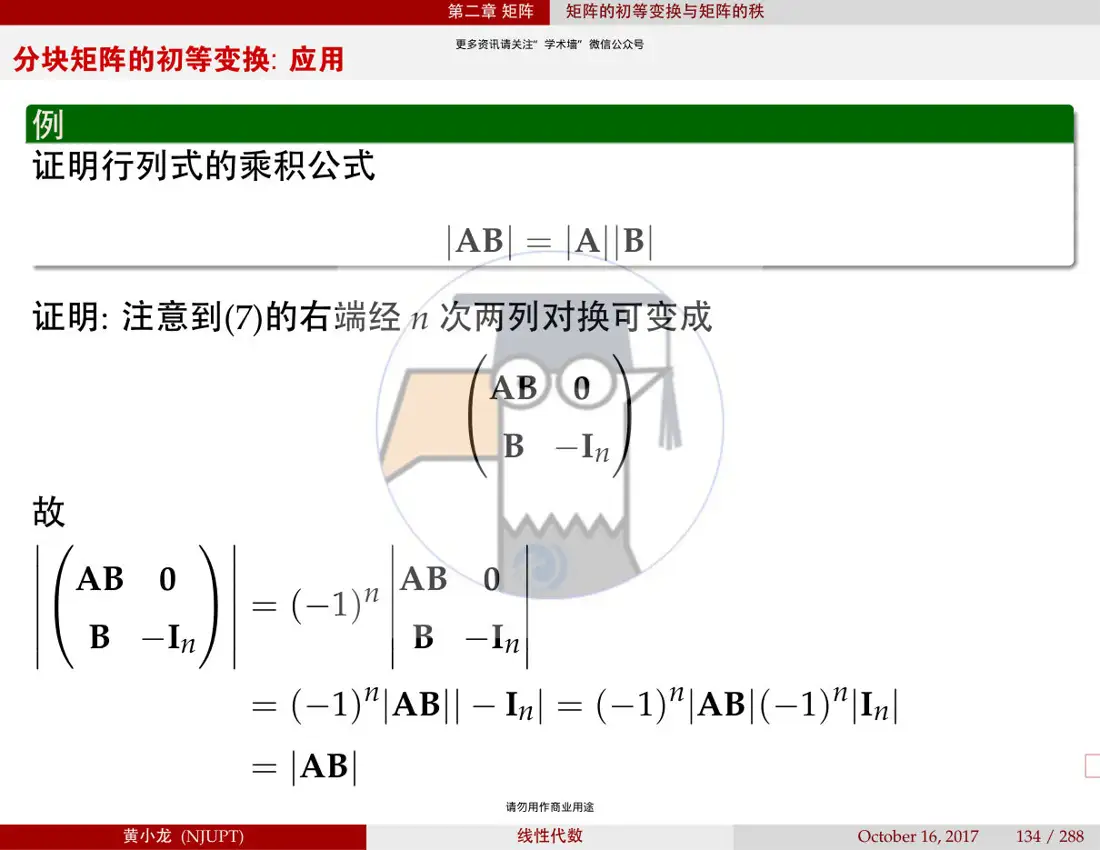 第二章 矩阵 矩阵的初等变换与矩阵的秩
更多资讯请关注“学术墙”微信公众号
分块矩阵的初等变换: 应用
例
证明行列式的乘积公式
|AB| = |A||B|
证明: 注意到(7)的右端经 n 次两列对换可变成
AB 0
B −Iₙ
故
AB 0 AB 0
= (−1)ⁿ
B −Iₙ B −Iₙ
= (−1)ⁿ|AB|| − Iₙ| = (−1)ⁿ|AB|(−1)ⁿ|Iₙ|
= |AB|
请勿用作商业用途
黄小龙 (NJUPT) 线性代数 October 16, 2017 134 / 288